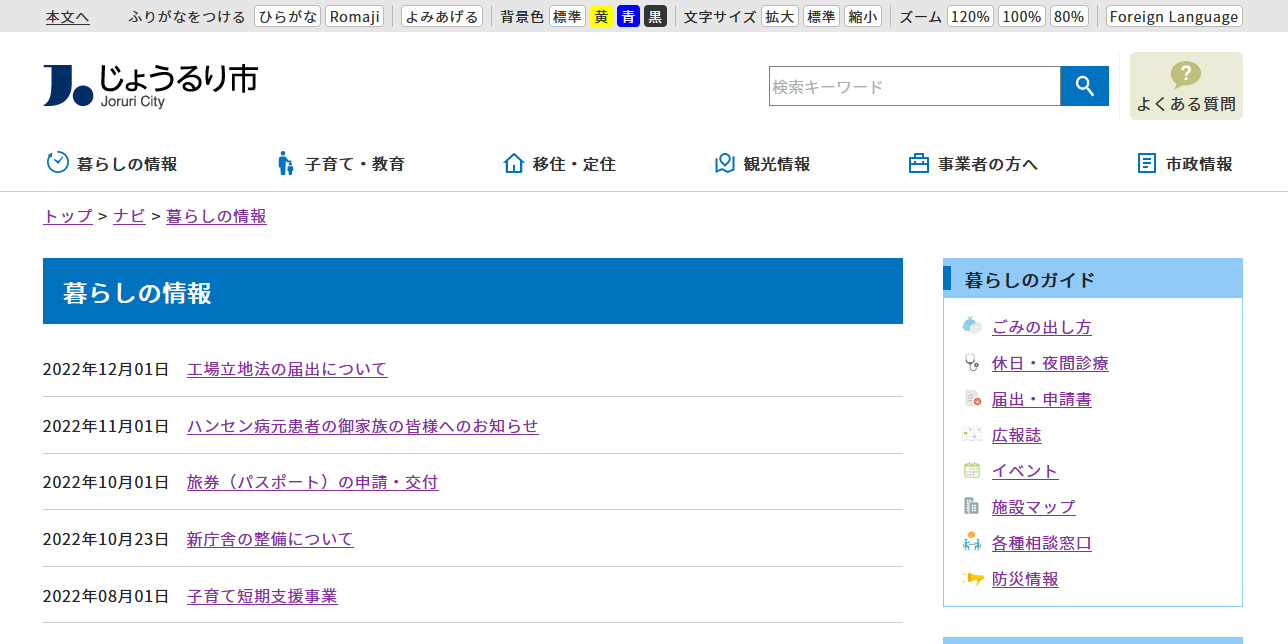 本文へ ふりがなをつける ひらがな Romaji よみあげる 背景色 標準 黄 青 黒 文字サイズ 拡大 標準 縮小 ズーム 120% 100% 80% Foreign Language
じょうるり市
Joruri City
検索キーワード
?
よくある質問
暮らしの情報 子育て・教育 移住・定住 観光情報 事業者の方へ 市政情報
トップ > ナビ > 暮らしの情報
暮らしの情報
2022年12月01日 工場立地法の届出について
2022年11月01日 ハンセン病元患者の御家族の皆様へのお知らせ
2022年10月01日 旅券（パスポート）の申請・交付
2022年10月23日 新庁舎の整備について
2022年08月01日 子育て短期支援事業
暮らしのガイド
ごみの出し方
休日・夜間診療
届出・申請書
広報誌
イベント
施設マップ
各種相談窓口
防災情報